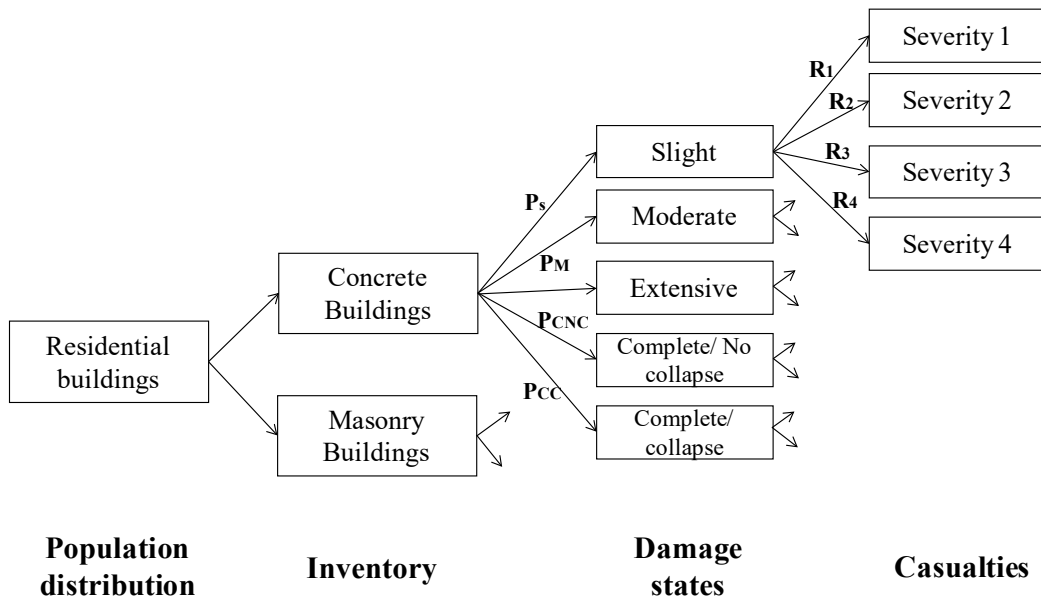 Residential
buildings
Concrete
Buildings
Masonry
Buildings
Ps
PM
PCNC
PCC
Slight
Moderate
Extensive
Complete/ No
collapse
Complete/
collapse
R1
R2
R3
R4
Severity 1
Severity 2
Severity 3
Severity 4
Population
distribution
Inventory
Damage
states
Casualties